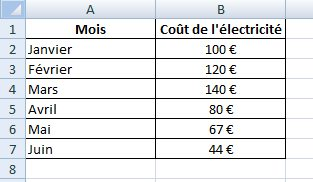 A B
1 Mois Coût de l'électricité
2 Janvier 100 €
3 Février 120 €
4 Mars 140 €
5 Avril 80 €
6 Mai 67 €
7 Juin 44 €
8